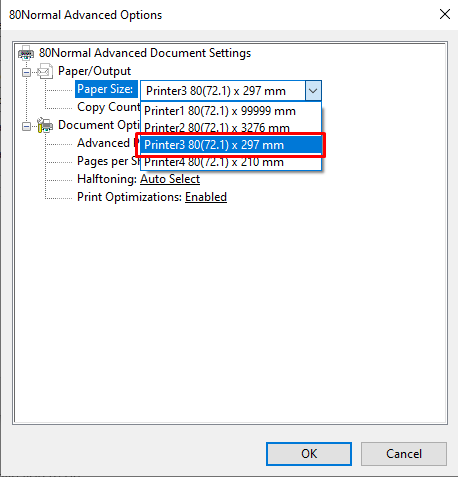 80Normal Advanced Options
80Normal Advanced Document Settings
Paper/Output
Paper Size: Printer3 80(72.1) x 297 mm
Copy Count
Printer1 80(72.1) x 99999 mm
Printer2 80(72.1) x 3276 mm
Document Opti
Printer3 80(72.1) x 297 mm
Advanced
Printer4 80(72.1) x 210 mm
Pages per
Halftoning: Auto Select
Print Optimizations: Enabled
OK
Cancel